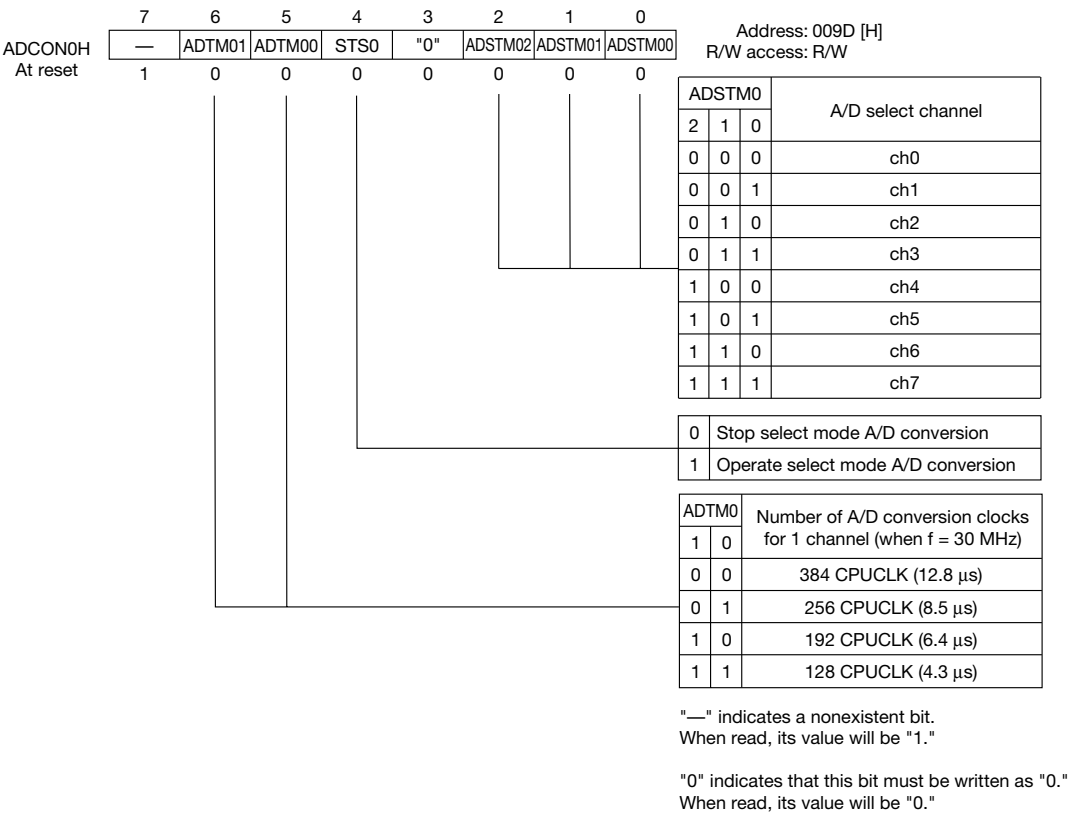 7 6 5 4 3 2 1 0
Address: 009D [H]
ADCON0H — ADTM01 ADTM00 STS0 "0" ADSTM02 ADSTM01 ADSTM00
R/W access: R/W
At reset 1 0 0 0 0 0 0 0
ADSTM0 A/D select channel
2 1 0
0 0 0 ch0
0 0 1 ch1
0 1 0 ch2
0 1 1 ch3
1 0 0 ch4
1 0 1 ch5
1 1 0 ch6
1 1 1 ch7
0 Stop select mode A/D conversion
1 Operate select mode A/D conversion
ADTM0 Number of A/D conversion clocks
1 0 for 1 channel (when f = 30 MHz)
0 0 384 CPUCLK (12.8 μs)
0 1 256 CPUCLK (8.5 μs)
1 0 192 CPUCLK (6.4 μs)
1 1 128 CPUCLK (4.3 μs)
"—" indicates a nonexistent bit.
When read, its value will be "1."
"0" indicates that this bit must be written as "0."
When read, its value will be "0."